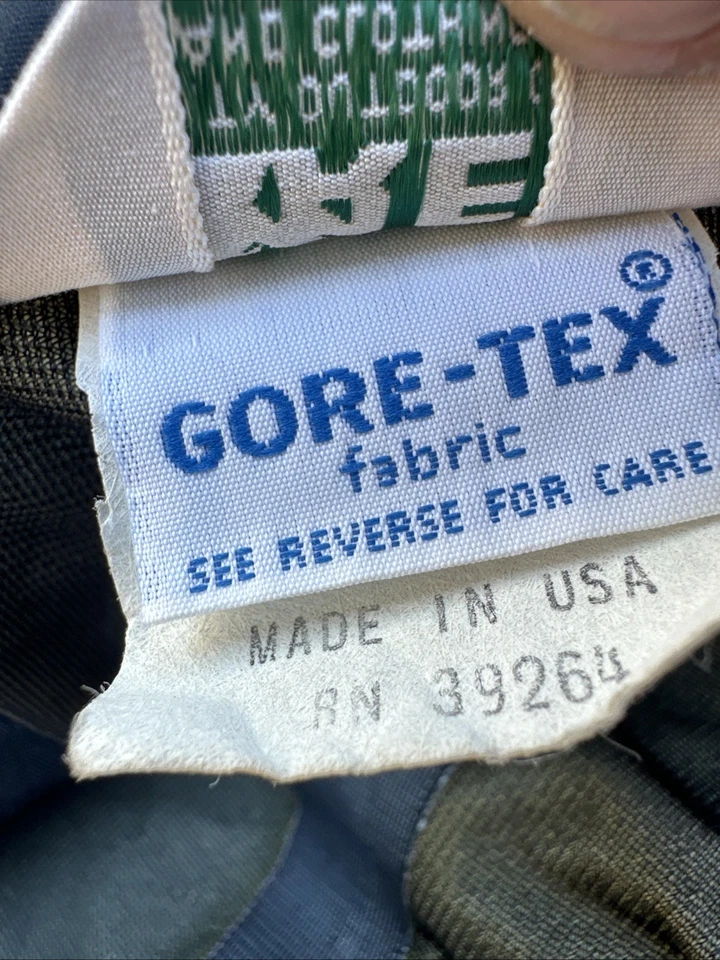 GORE-TEX®
fabric
SEE REVERSE FOR CARE
MADE IN USA
RN 39264